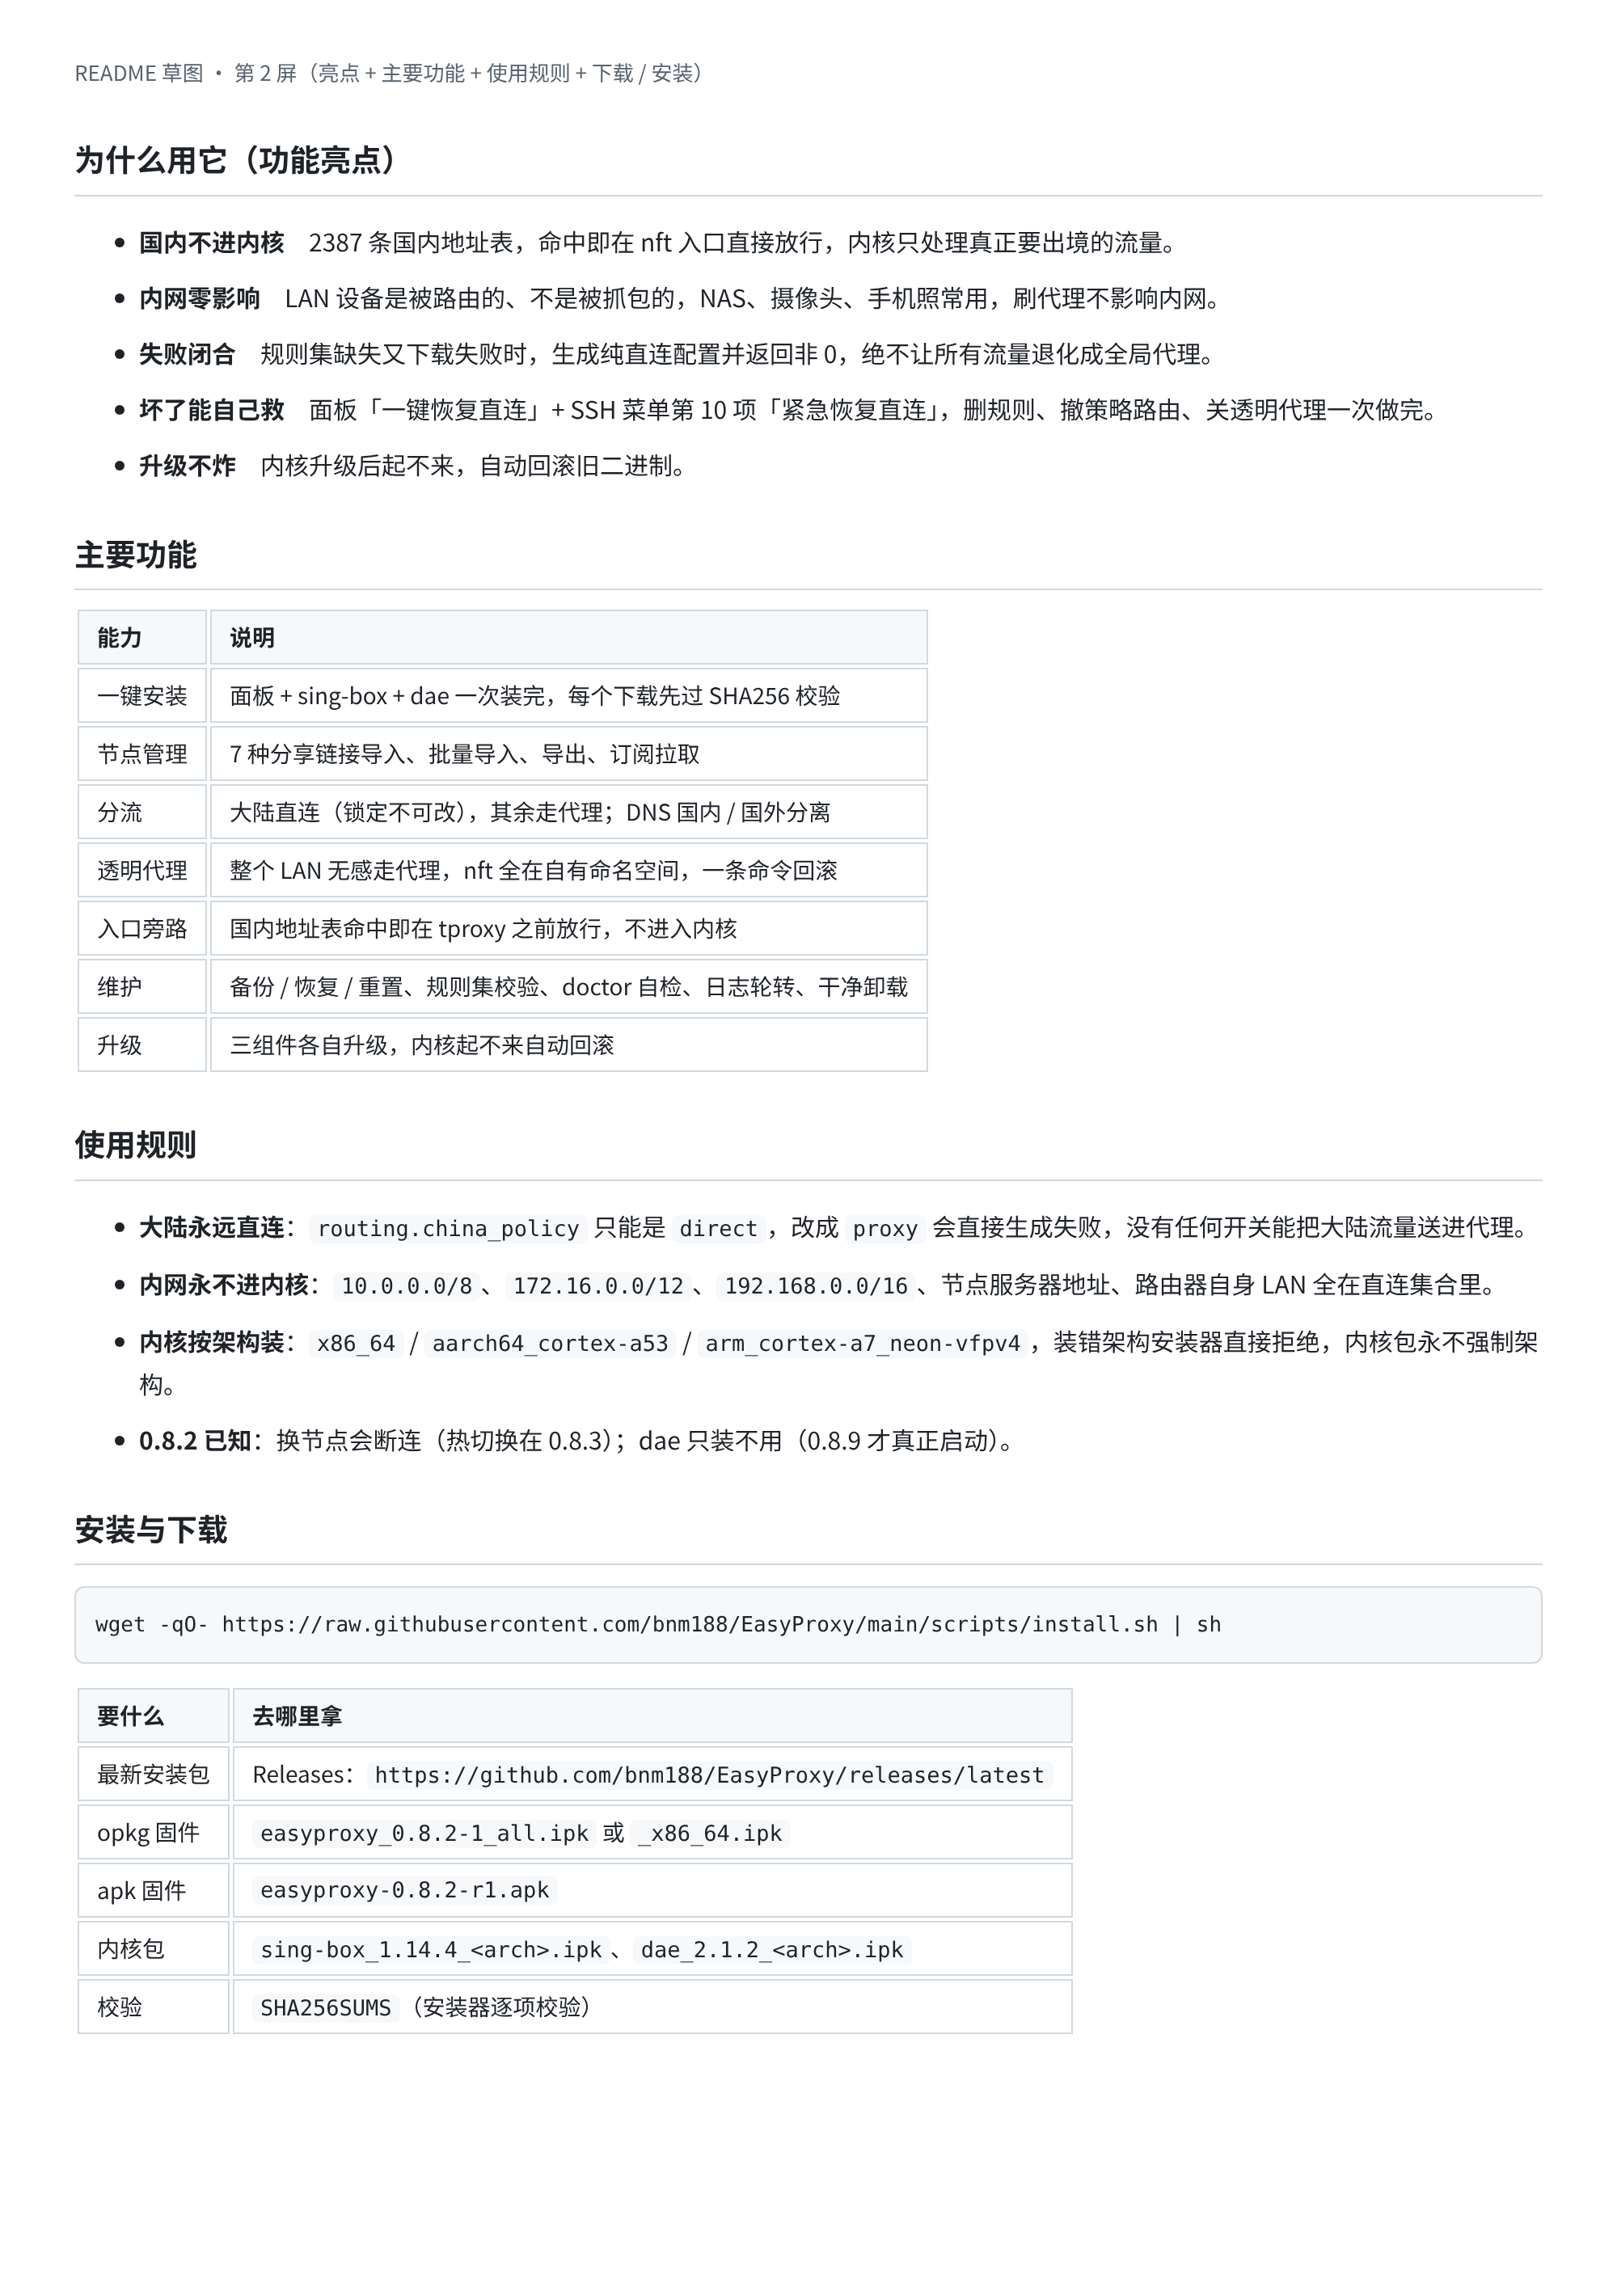 README 草图 · 第 2 屏（亮点 + 主要功能 + 使用规则 + 下载 / 安装）
为什么用它（功能亮点）
• 国内不进内核　2387 条国内地址表，命中即在 nft 入口直接放行，内核只处理真正要出境的流量。
• 内网零影响　LAN 设备是被路由的、不是被抓包的，NAS、摄像头、手机照常用，刷代理不影响内网。
• 失败闭合　规则集缺失又下载失败时，生成纯直连配置并返回非 0，绝不让所有流量退化成全局代理。
• 坏了能自己救　面板「一键恢复直连」+ SSH 菜单第 10 项「紧急恢复直连」，删规则、撤策略路由、关透明代理一次做完。
• 升级不炸　内核升级后起不来，自动回滚旧二进制。
主要功能
能力 说明
一键安装 面板 + sing-box + dae 一次装完，每个下载先过 SHA256 校验
节点管理 7 种分享链接导入、批量导入、导出、订阅拉取
分流 大陆直连（锁定不可改），其余走代理；DNS 国内 / 国外分离
透明代理 整个 LAN 无感走代理，nft 全在自有命名空间，一条命令回滚
入口旁路 国内地址表命中即在 tproxy 之前放行，不进入内核
维护 备份 / 恢复 / 重置、规则集校验、doctor 自检、日志轮转、干净卸载
升级 三组件各自升级，内核起不来自动回滚
使用规则
• 大陆永远直连：routing.china_policy 只能是 direct，改成 proxy 会直接生成失败，没有任何开关能把大陆流量送进代理。
• 内网永不进内核：10.0.0.0/8、172.16.0.0/12、192.168.0.0/16、节点服务器地址、路由器自身 LAN 全在直连集合里。
• 内核按架构装：x86_64 / aarch64_cortex-a53 / arm_cortex-a7_neon-vfpv4，装错架构安装器直接拒绝，内核包永不强制架
构。
• 0.8.2 已知：换节点会断连（热切换在 0.8.3）；dae 只装不用（0.8.9 才真正启动）。
安装与下载
wget -qO- https://raw.githubusercontent.com/bnm188/EasyProxy/main/scripts/install.sh | sh
要什么 去哪里拿
最新安装包 Releases：https://github.com/bnm188/EasyProxy/releases/latest
opkg 固件 easyproxy_0.8.2-1_all.ipk 或 _x86_64.ipk
apk 固件 easyproxy-0.8.2-r1.apk
内核包 sing-box_1.14.4_<arch>.ipk、dae_2.1.2_<arch>.ipk
校验 SHA256SUMS（安装器逐项校验）